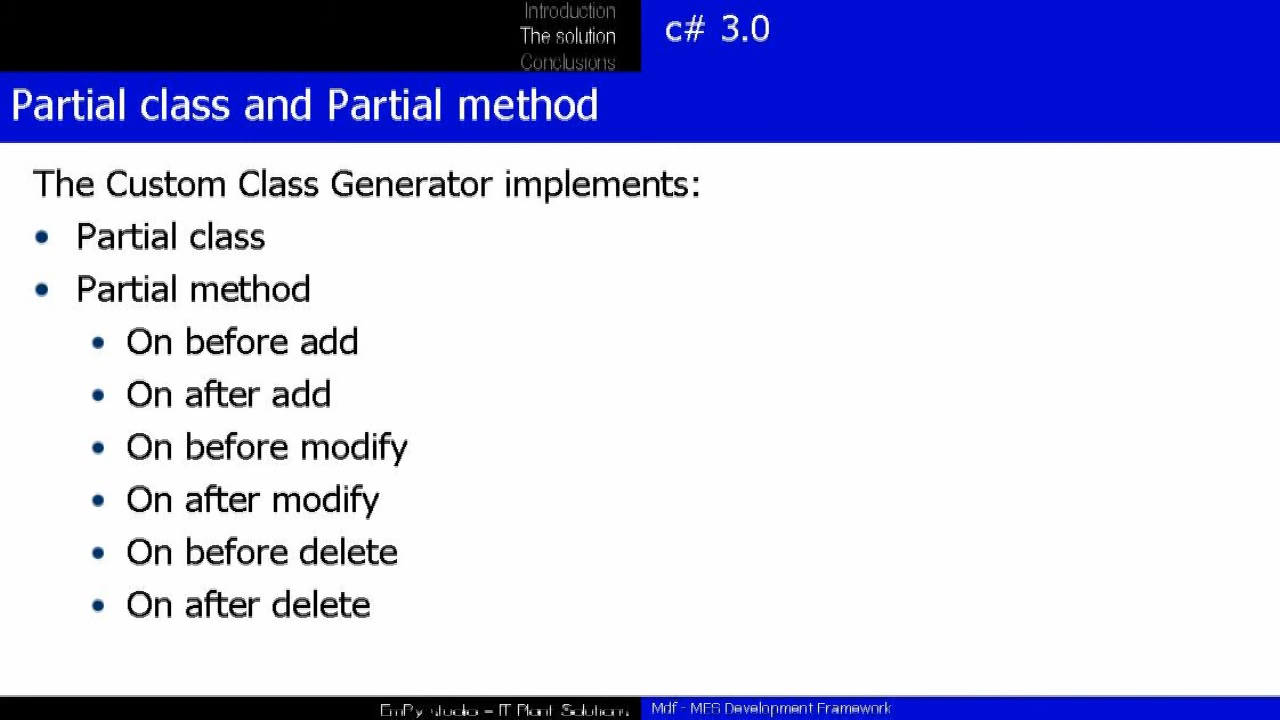 Introduction
The solution
Conclusions
c# 3.0
Partial class and Partial method
The Custom Class Generator implements:
• Partial class
• Partial method
• On before add
• On after add
• On before modify
• On after modify
• On before delete
• On after delete
EmPy studio – IT Plant Solutions
Mdf - MES Development Framework